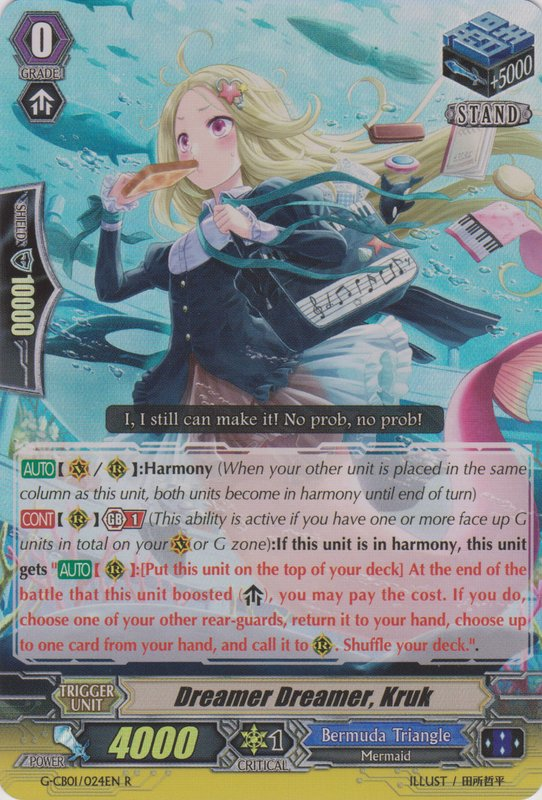 0
GRADE
+5000
STAND
SHIELD
10000
I, I still can make it! No prob, no prob!
AUTO【 V / R 】:Harmony (When your other unit is placed in the same
column as this unit, both units become in harmony until end of turn)
CONT【 R 】GB 1 (This ability is active if you have one or more face up G
units in total on your V or G zone):If this unit is in harmony, this unit
gets "AUTO【 R 】:[Put this unit on the top of your deck] At the end of the
battle that this unit boosted ( ), you may pay the cost. If you do,
choose one of your other rear-guards, return it to your hand, choose up
to one card from your hand, and call it to R . Shuffle your deck.".
TRIGGER
UNIT
Dreamer Dreamer, Kruk
POWER
4000
1
CRITICAL
Bermuda Triangle
Mermaid
G-CB01/024EN R
ILLUST / 田所哲平